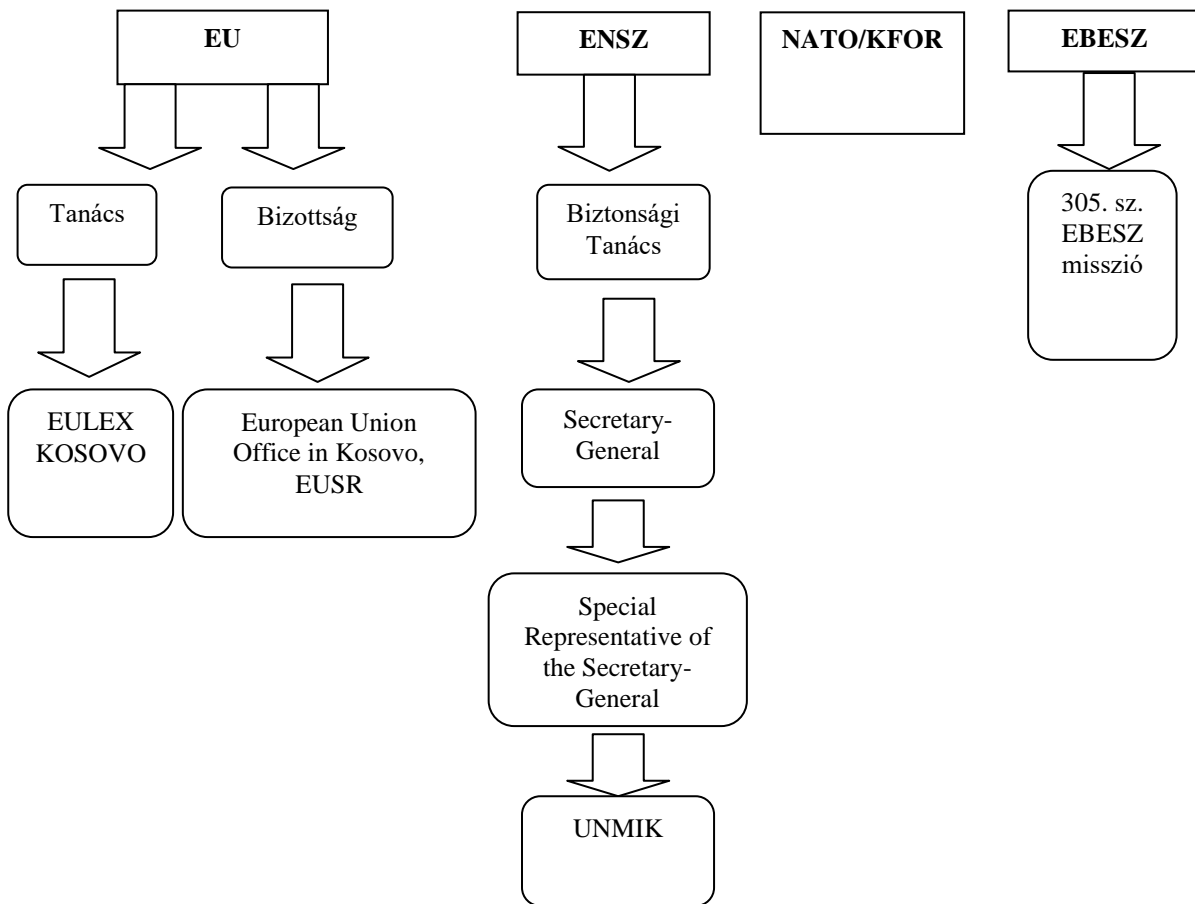 EU
ENSZ
NATO/KFOR
EBESZ
Tanács
Bizottság
Biztonsági
Tanács
305. sz.
EBESZ
misszió
EULEX
KOSOVO
European Union
Office in Kosovo,
EUSR
Secretary-
General
Special
Representative of
the Secretary-
General
UNMIK